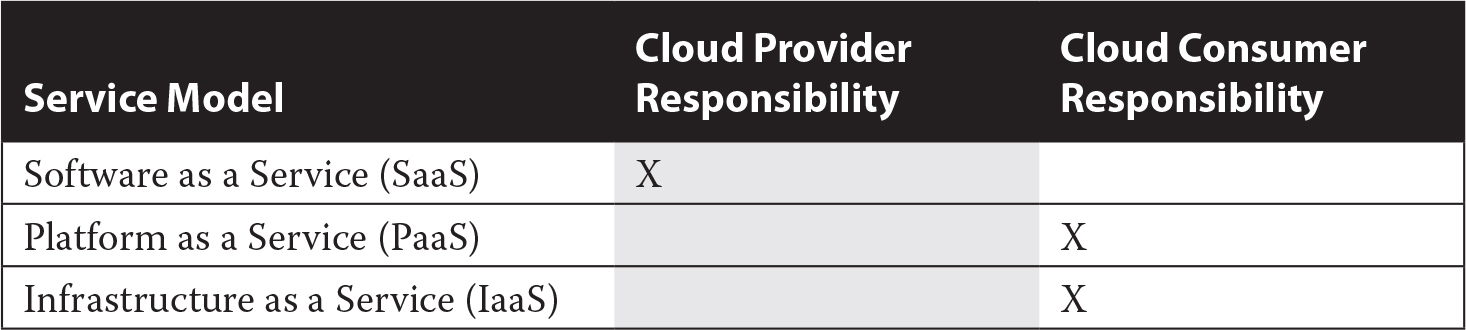 Service Model
Cloud Provider
Responsibility
Cloud Consumer
Responsibility
Software as a Service (SaaS)
X
Platform as a Service (PaaS)
X
Infrastructure as a Service (IaaS)
X